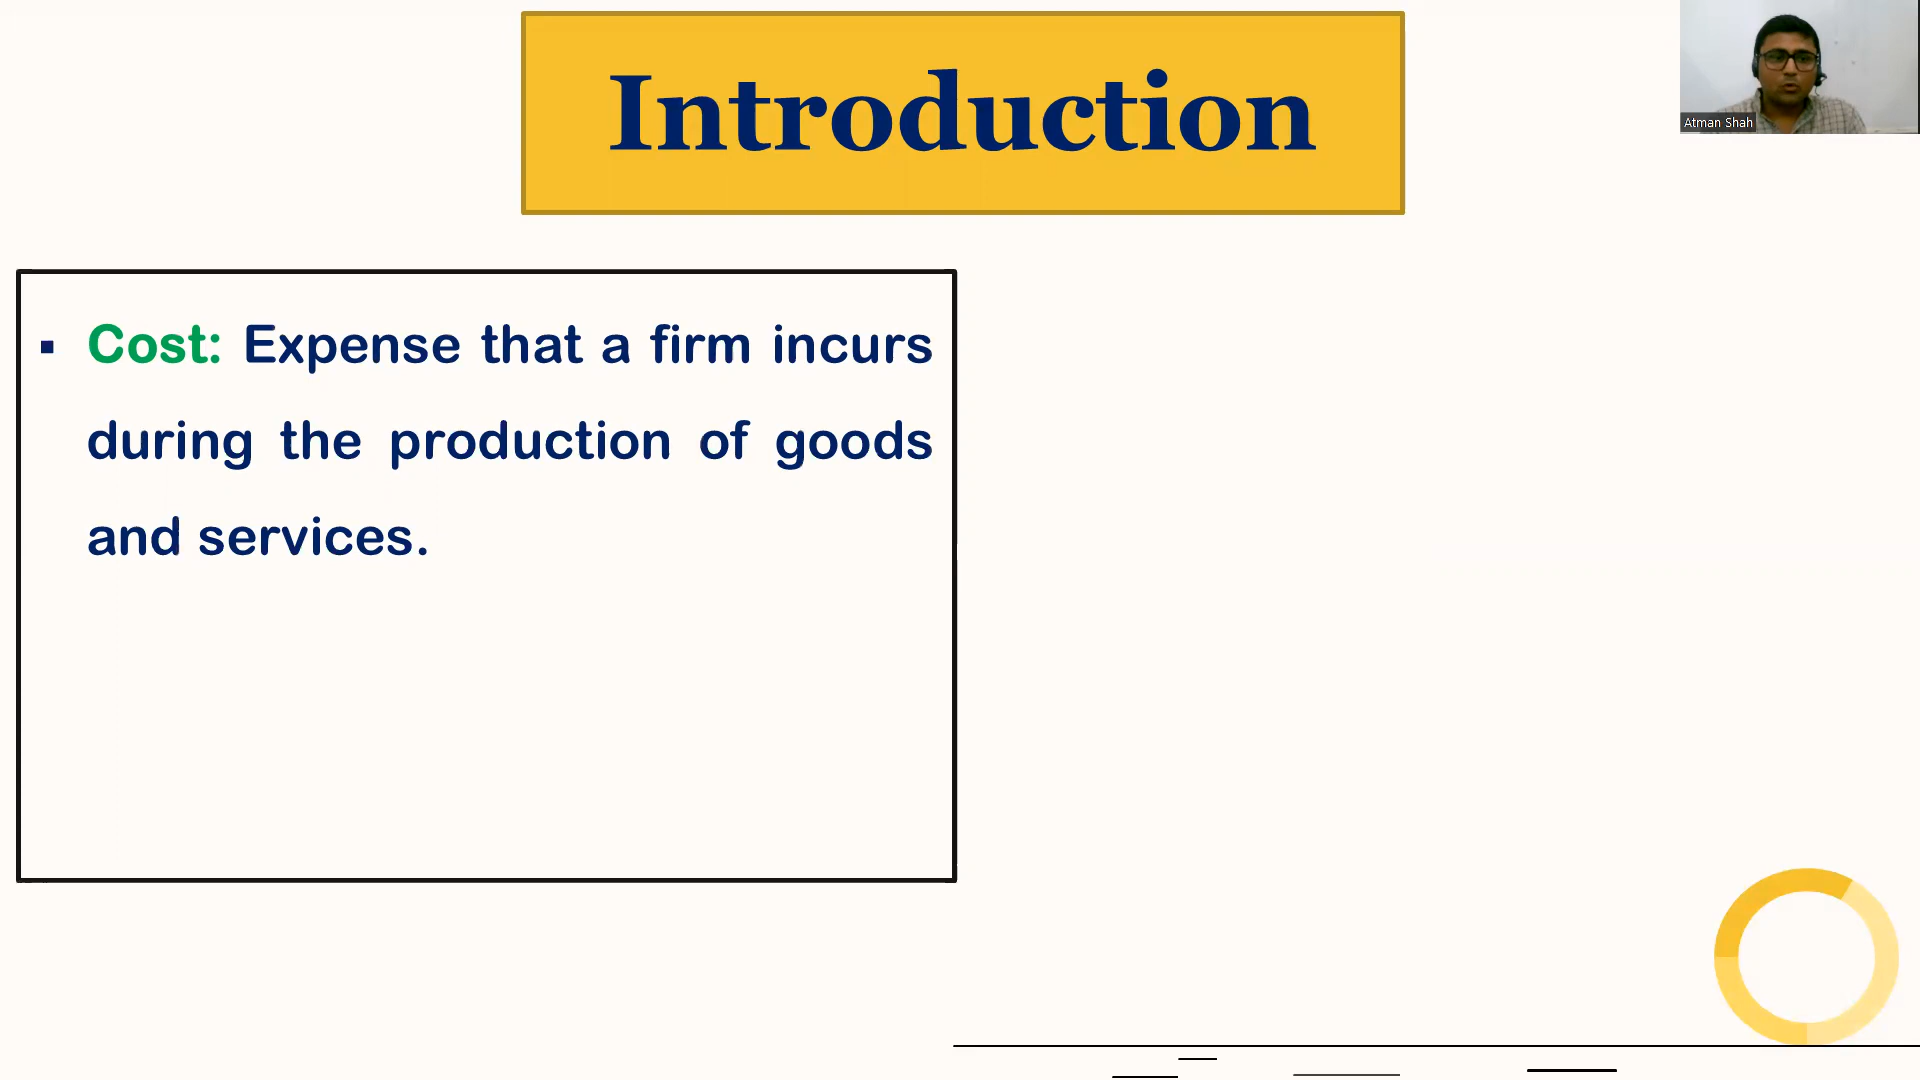 Introduction
Atman Shah
▪ Cost: Expense that a firm incurs
during the production of goods
and services.